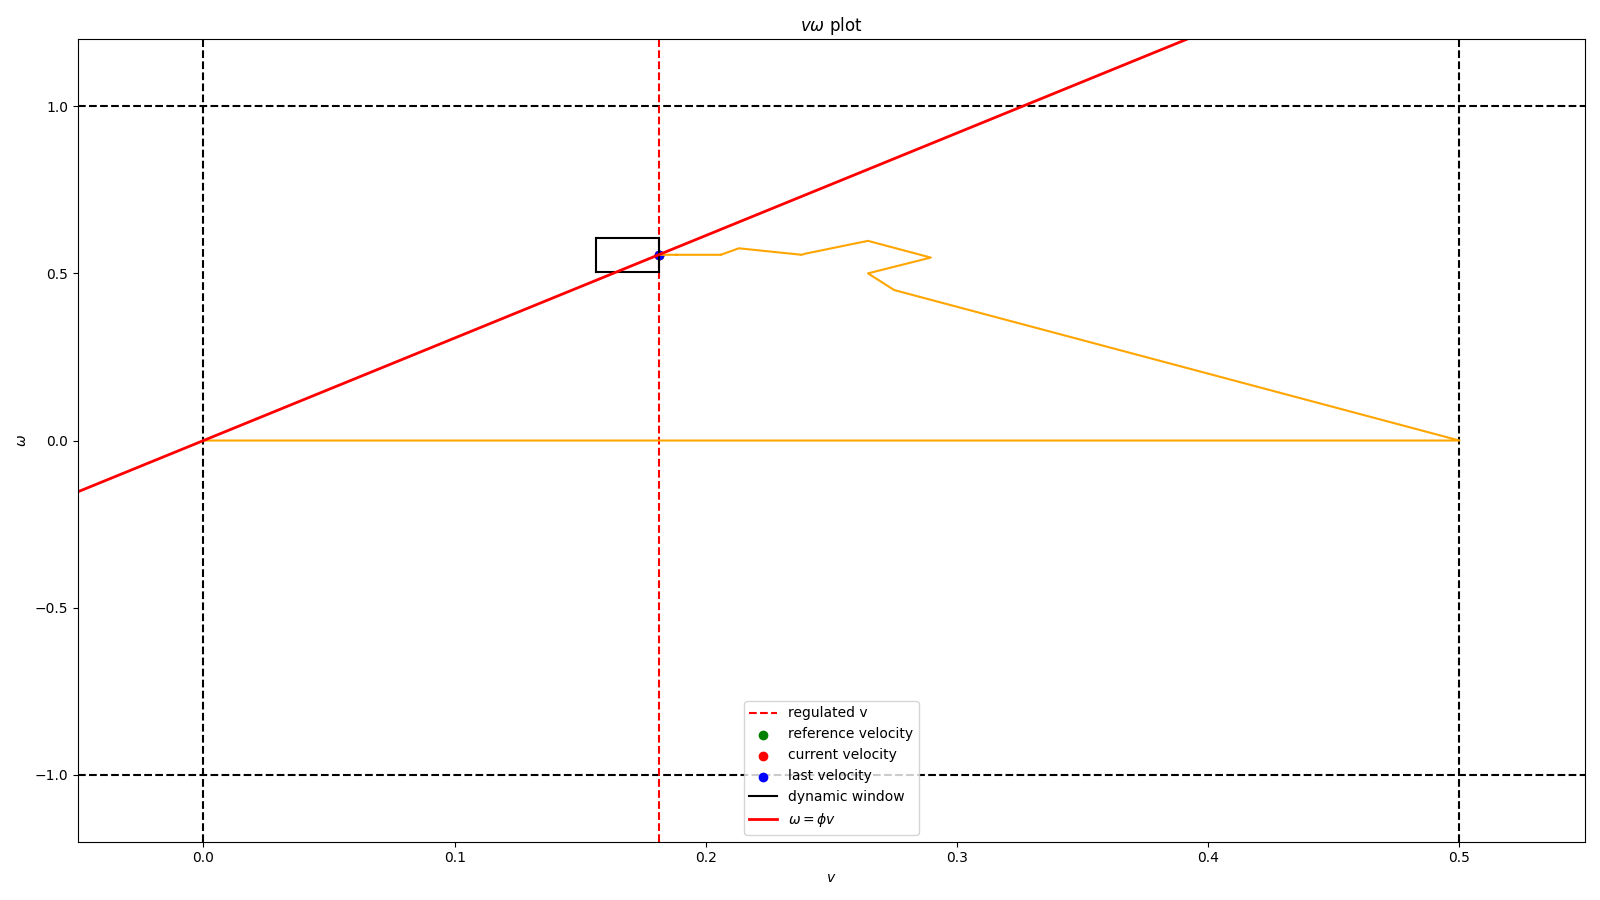 vω plot
ω
1.0
0.5
0.0
−0.5
−1.0
regulated v
reference velocity
current velocity
last velocity
dynamic window
ω = ϕv
0.0 0.1 0.2 0.3 0.4 0.5
v